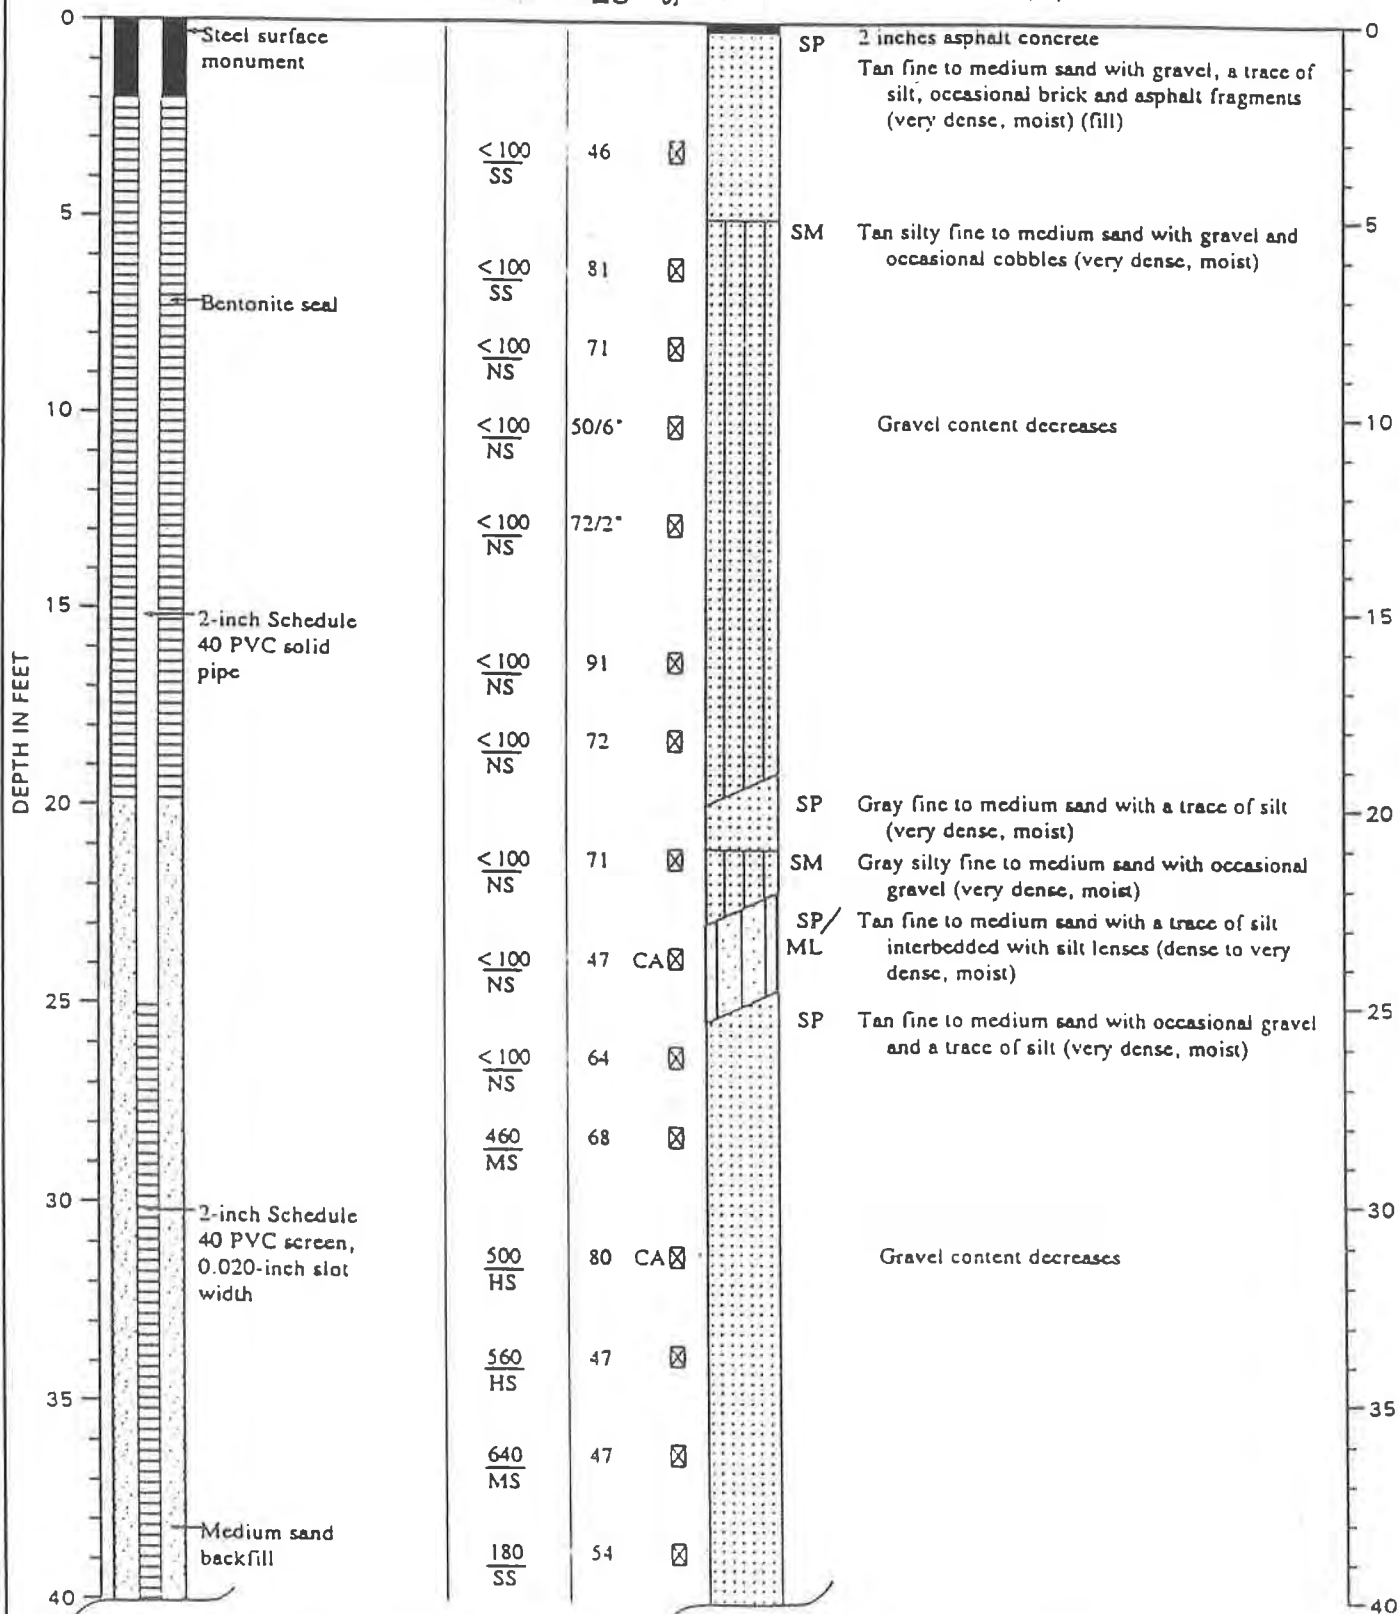 0
Steel surface
monument
5
Bentonite seal
10
15
2-inch Schedule
40 PVC solid
pipe
DEPTH IN FEET
20
25
30
2-inch Schedule
40 PVC screen,
0.020-inch slot
width
35
Medium sand
backfill
40
<100
SS
46
<100
SS
81
<100
NS
71
<100
NS
50/6"
<100
NS
72/2"
<100
NS
91
<100
NS
72
<100
NS
71
<100
NS
47 CA
<100
NS
64
460
MS
68
500
HS
80 CA
560
HS
47
640
MS
47
180
SS
54
SP 2 inches asphalt concrete
Tan fine to medium sand with gravel, a trace of
silt, occasional brick and asphalt fragments
(very dense, moist) (fill)
SM Tan silty fine to medium sand with gravel and
occasional cobbles (very dense, moist)
Gravel content decreases
SP Gray fine to medium sand with a trace of silt
(very dense, moist)
SM Gray silty fine to medium sand with occasional
gravel (very dense, moist)
SP/ Tan fine to medium sand with a trace of silt
ML interbedded with silt lenses (dense to very
dense, moist)
SP Tan fine to medium sand with occasional gravel
and a trace of silt (very dense, moist)
Gravel content decreases
0
5
10
15
20
25
30
35
40